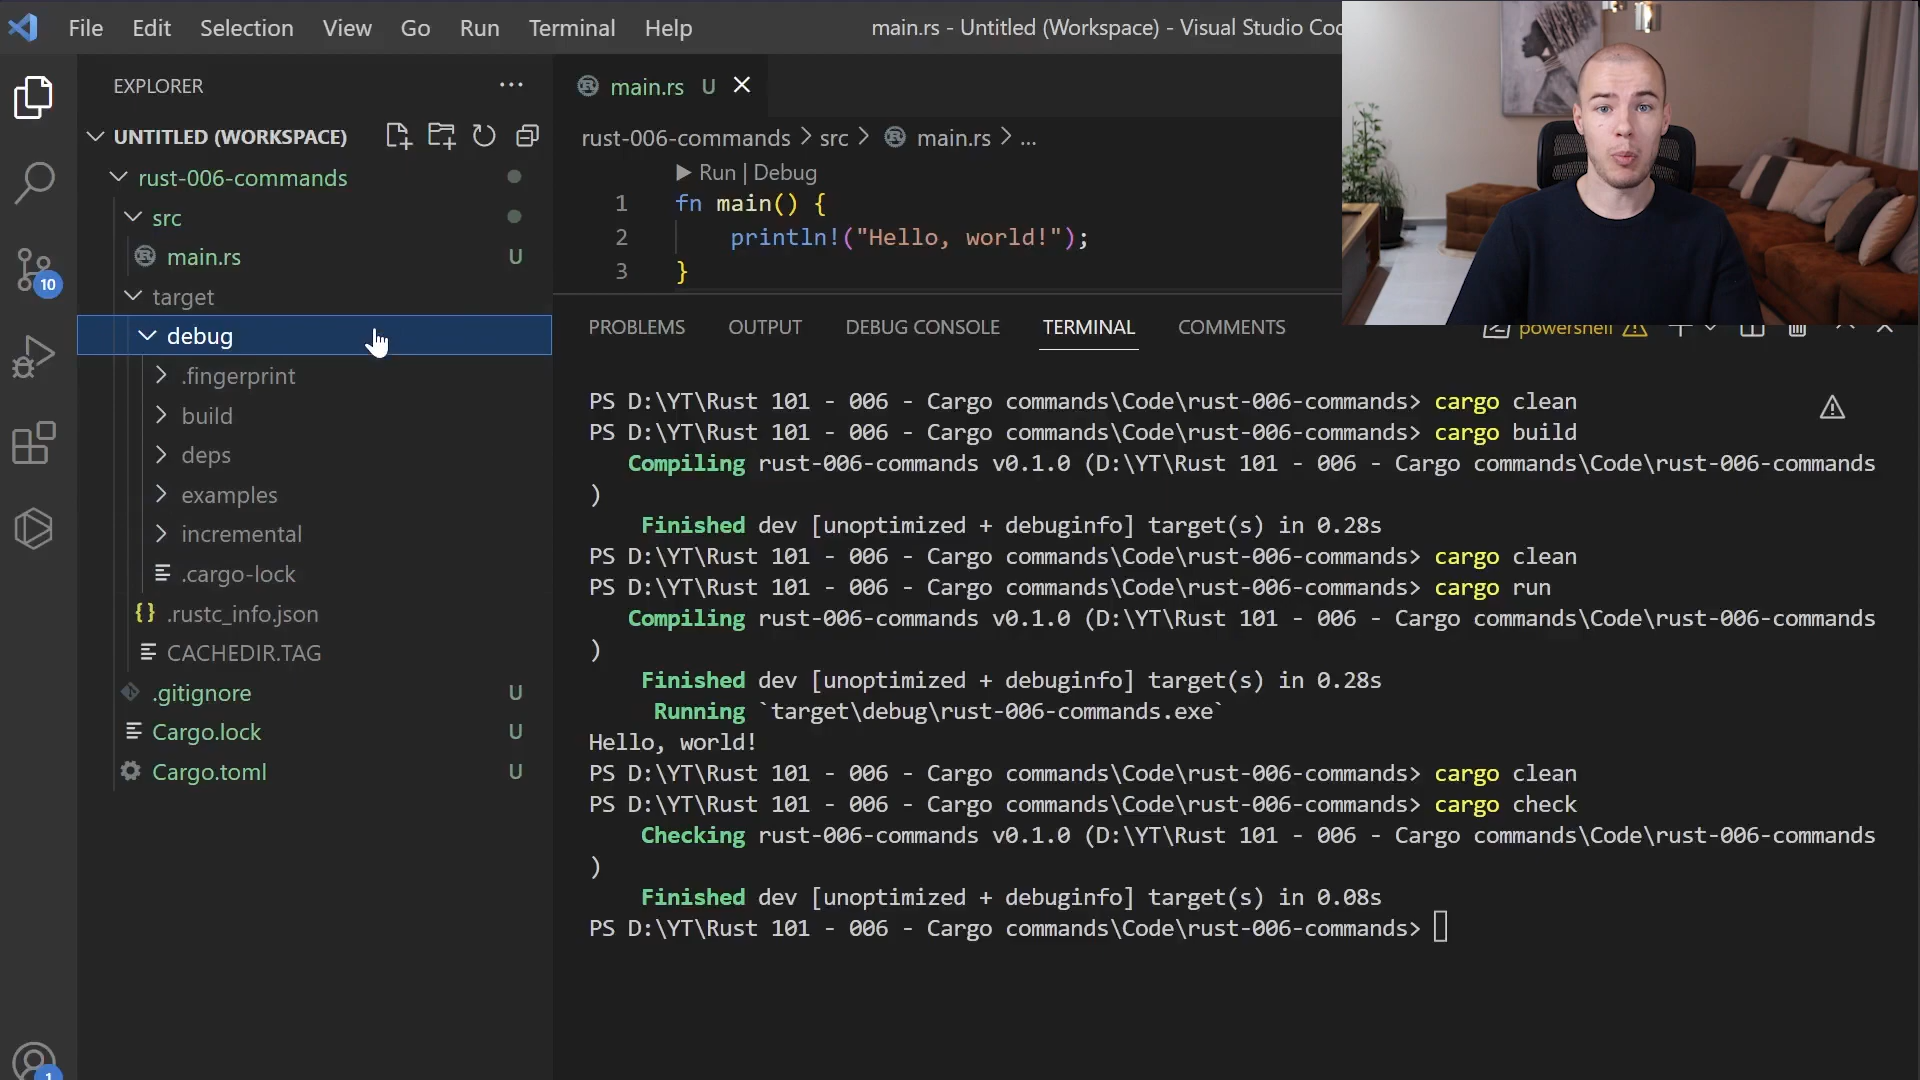 File Edit Selection View Go Run Terminal Help
main.rs - Untitled (Workspace) - Visual Studio Coc
EXPLORER
UNTITLED (WORKSPACE)
rust-006-commands
src
main.rs U
target
debug
.fingerprint
build
deps
examples
incremental
.cargo-lock
.rustc_info.json
CACHEDIR.TAG
.gitignore U
Cargo.lock U
Cargo.toml U
10
1
main.rs U
rust-006-commands > src > main.rs > ...
Run | Debug
1 fn main() {
2 println!("Hello, world!");
3 }
PROBLEMS OUTPUT DEBUG CONSOLE TERMINAL COMMENTS
powershell
PS D:\YT\Rust 101 - 006 - Cargo commands\Code\rust-006-commands> cargo clean
PS D:\YT\Rust 101 - 006 - Cargo commands\Code\rust-006-commands> cargo build
Compiling rust-006-commands v0.1.0 (D:\YT\Rust 101 - 006 - Cargo commands\Code\rust-006-commands
)
Finished dev [unoptimized + debuginfo] target(s) in 0.28s
PS D:\YT\Rust 101 - 006 - Cargo commands\Code\rust-006-commands> cargo clean
PS D:\YT\Rust 101 - 006 - Cargo commands\Code\rust-006-commands> cargo run
Compiling rust-006-commands v0.1.0 (D:\YT\Rust 101 - 006 - Cargo commands\Code\rust-006-commands
)
Finished dev [unoptimized + debuginfo] target(s) in 0.28s
Running `target\debug\rust-006-commands.exe`
Hello, world!
PS D:\YT\Rust 101 - 006 - Cargo commands\Code\rust-006-commands> cargo clean
PS D:\YT\Rust 101 - 006 - Cargo commands\Code\rust-006-commands> cargo check
Checking rust-006-commands v0.1.0 (D:\YT\Rust 101 - 006 - Cargo commands\Code\rust-006-commands
)
Finished dev [unoptimized + debuginfo] target(s) in 0.08s
PS D:\YT\Rust 101 - 006 - Cargo commands\Code\rust-006-commands>